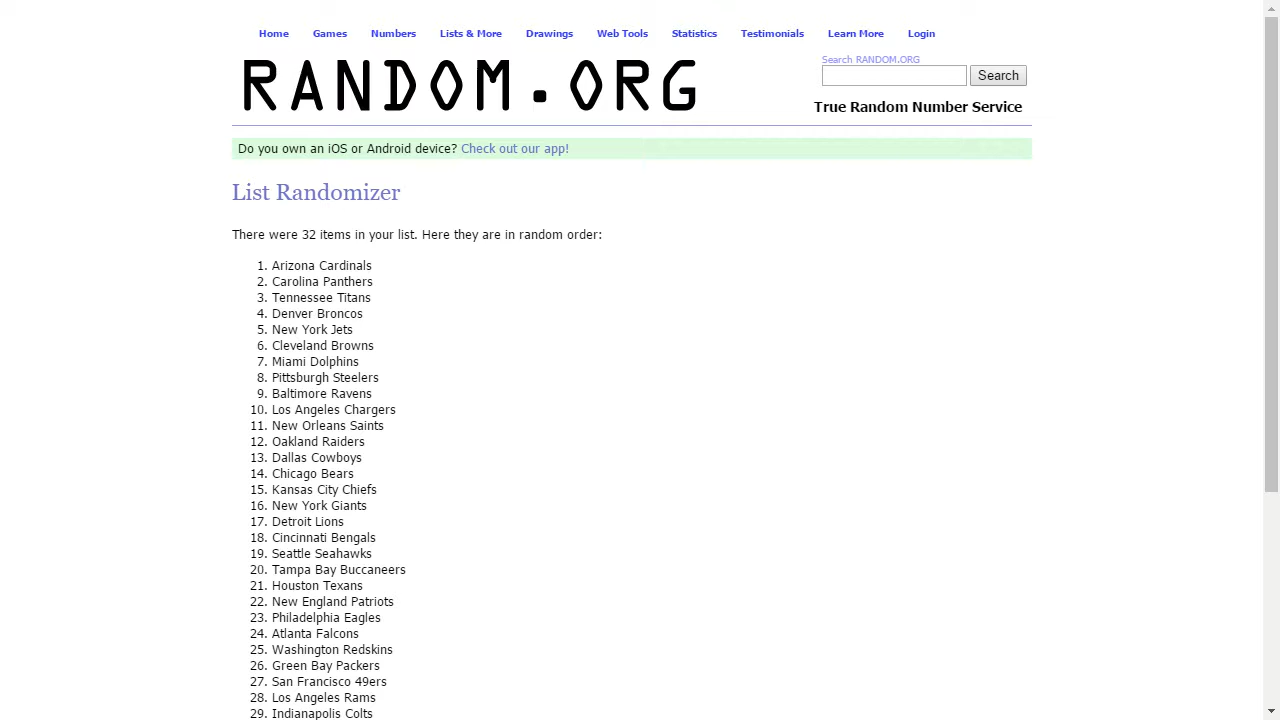 Home Games Numbers Lists & More Drawings Web Tools Statistics Testimonials Learn More Login
RANDOM.ORG
Search RANDOM.ORG
Search
True Random Number Service
Do you own an iOS or Android device? Check out our app!
List Randomizer
There were 32 items in your list. Here they are in random order:
1. Arizona Cardinals
2. Carolina Panthers
3. Tennessee Titans
4. Denver Broncos
5. New York Jets
6. Cleveland Browns
7. Miami Dolphins
8. Pittsburgh Steelers
9. Baltimore Ravens
10. Los Angeles Chargers
11. New Orleans Saints
12. Oakland Raiders
13. Dallas Cowboys
14. Chicago Bears
15. Kansas City Chiefs
16. New York Giants
17. Detroit Lions
18. Cincinnati Bengals
19. Seattle Seahawks
20. Tampa Bay Buccaneers
21. Houston Texans
22. New England Patriots
23. Philadelphia Eagles
24. Atlanta Falcons
25. Washington Redskins
26. Green Bay Packers
27. San Francisco 49ers
28. Los Angeles Rams
29. Indianapolis Colts